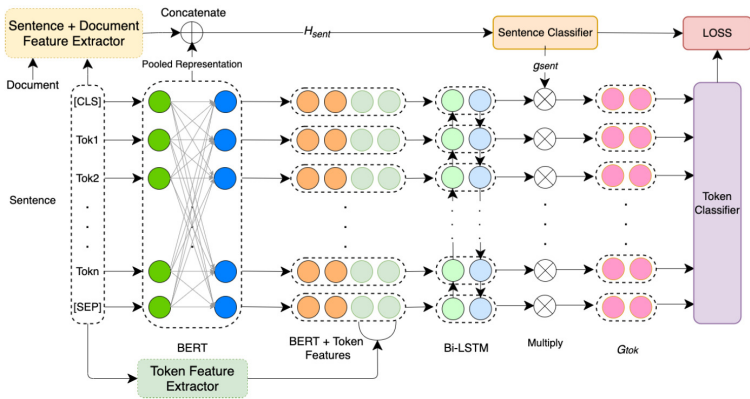 Sentence + Document
Feature Extractor
Concatenate
Hsent
Sentence Classifier
LOSS
Document
Pooled Representation
gsent
[CLS]
Tok1
Tok2
Sentence
Tokn
[SEP]
Token
Classifier
BERT
BERT + Token
Features
Bi-LSTM
Multiply
Gtok
Token Feature
Extractor